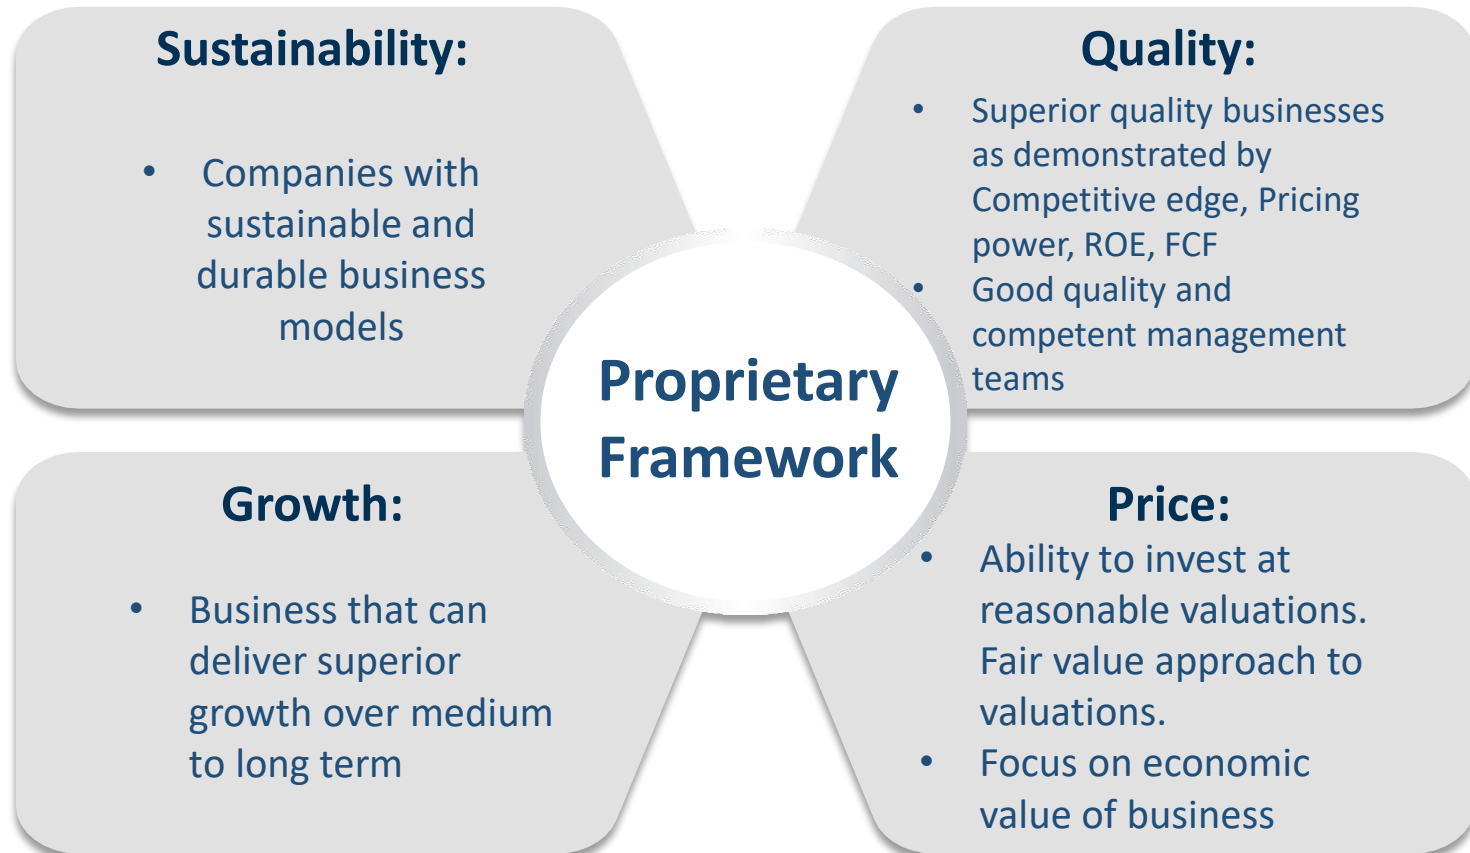 Sustainability:
• Companies with
sustainable and
durable business
models
Quality:
• Superior quality businesses
as demonstrated by
Competitive edge, Pricing
power, ROE, FCF
• Good quality and
competent management
teams
Proprietary
Framework
Growth:
• Business that can
deliver superior
growth over medium
to long term
Price:
• Ability to invest at
reasonable valuations.
Fair value approach to
valuations.
• Focus on economic
value of business